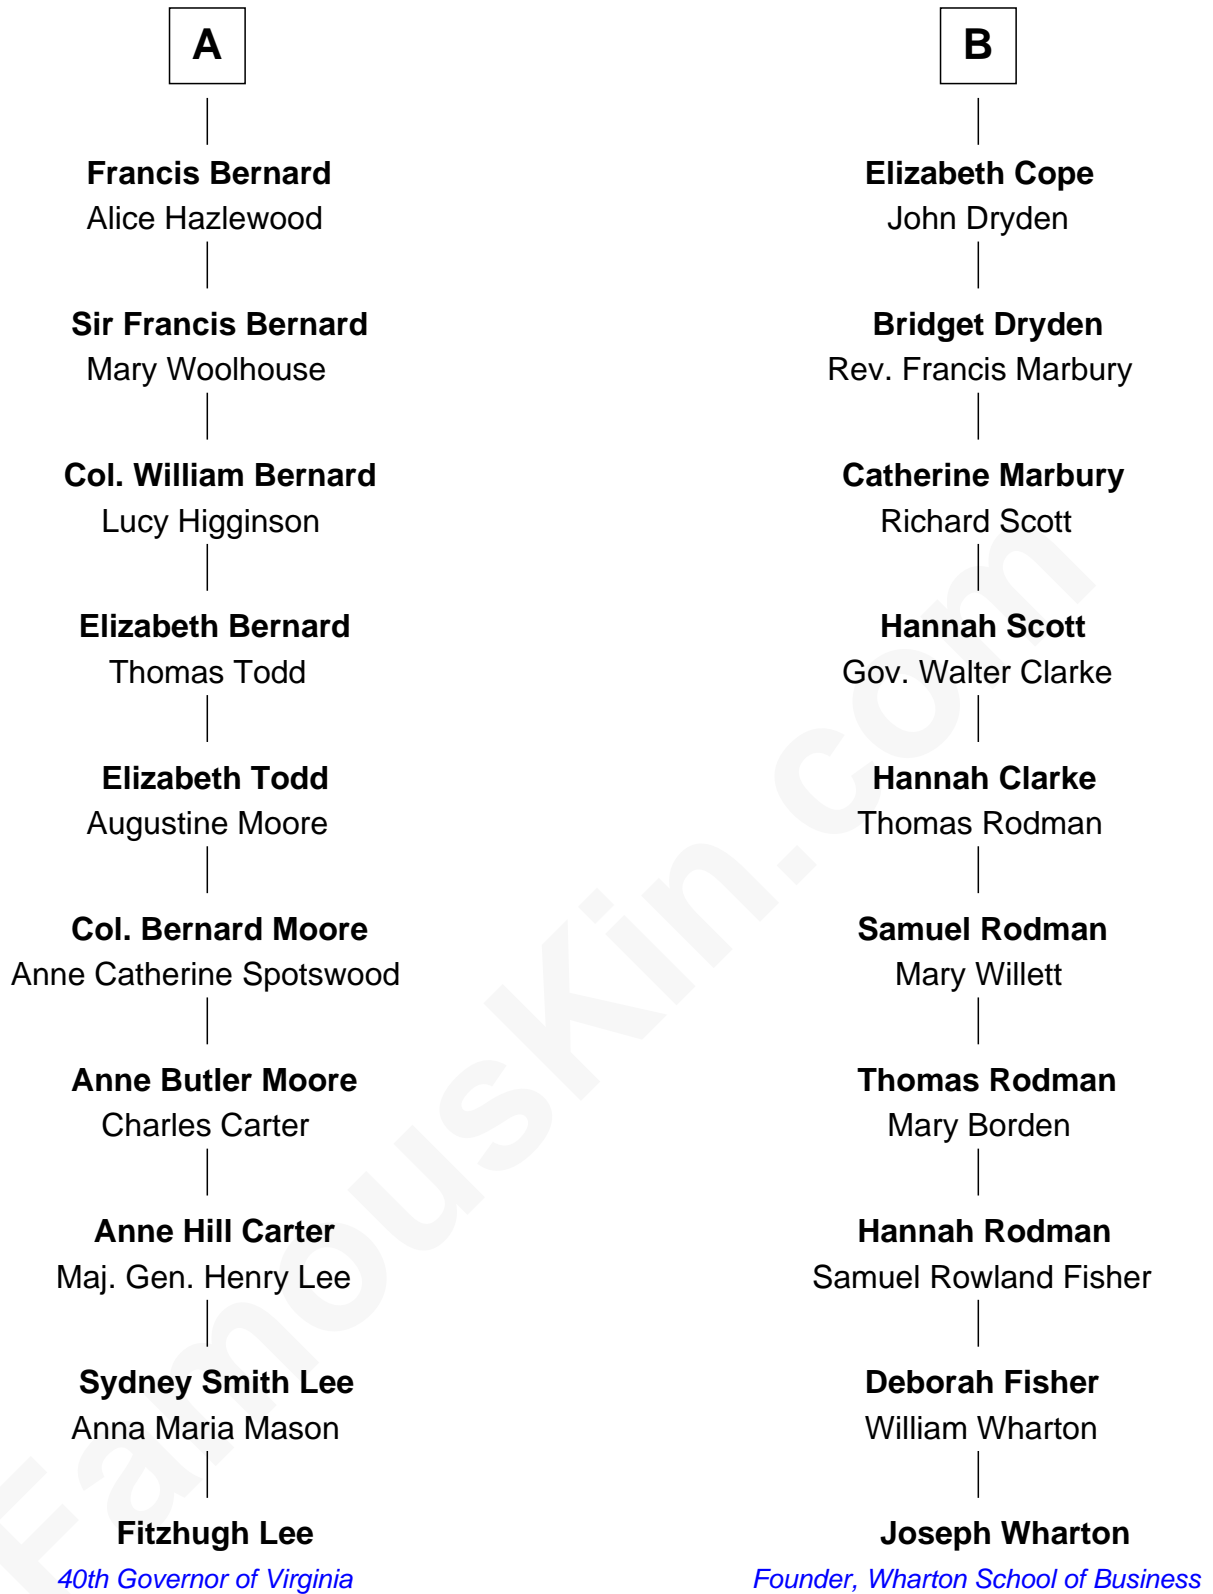 A
Francis Bernard
Alice Hazlewood
Sir Francis Bernard
Mary Woolhouse
Col. William Bernard
Lucy Higginson
Elizabeth Bernard
Thomas Todd
Elizabeth Todd
Augustine Moore
Col. Bernard Moore
Anne Catherine Spotswood
Anne Butler Moore
Charles Carter
Anne Hill Carter
Maj. Gen. Henry Lee
Sydney Smith Lee
Anna Maria Mason
Fitzhugh Lee
40th Governor of Virginia
B
Elizabeth Cope
John Dryden
Bridget Dryden
Rev. Francis Marbury
Catherine Marbury
Richard Scott
Hannah Scott
Gov. Walter Clarke
Hannah Clarke
Thomas Rodman
Samuel Rodman
Mary Willett
Thomas Rodman
Mary Borden
Hannah Rodman
Samuel Rowland Fisher
Deborah Fisher
William Wharton
Joseph Wharton
Founder, Wharton School of Business
FamousKin.com